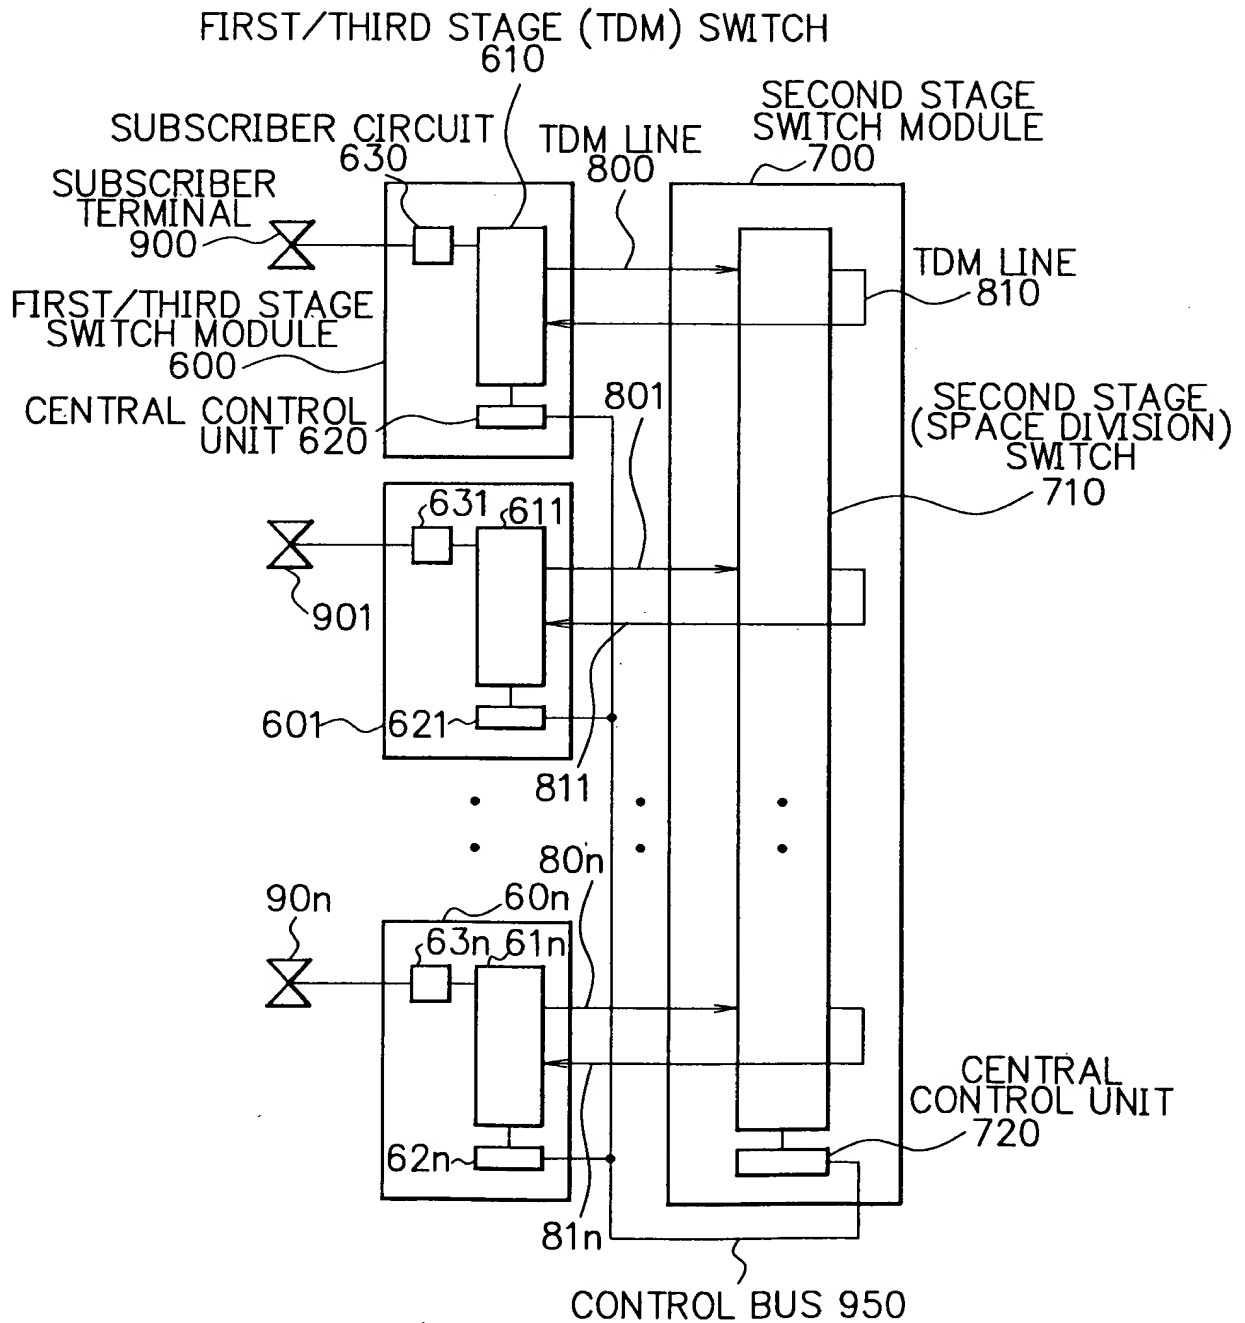 FIRST/THIRD STAGE (TDM) SWITCH
610
SECOND STAGE
SWITCH MODULE
700
SUBSCRIBER CIRCUIT
630
TDM LINE
800
SUBSCRIBER
TERMINAL
900
TDM LINE
810
FIRST/THIRD STAGE
SWITCH MODULE
600
CENTRAL CONTROL
UNIT 620
801
SECOND STAGE
(SPACE DIVISION)
SWITCH
710
631
611
901
601
621
811
80n
90n
60n
63n
61n
CENTRAL
CONTROL UNIT
720
62n
81n
CONTROL BUS 950